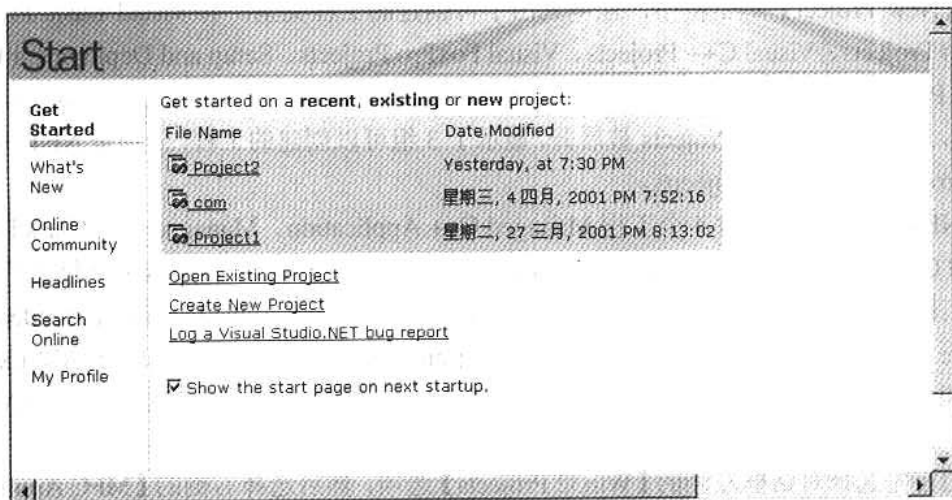 Start
Get
Started
What's
New
Online
Community
Headlines
Search
Online
My Profile
Get started on a recent, existing or new project:
File Name Date Modified
Project2 Yesterday, at 7:30 PM
com 星期三, 4 四月, 2001 PM 7:52:16
Project1 星期二, 27 三月, 2001 PM 8:13:02
Open Existing Project
Create New Project
Log a Visual Studio.NET bug report
Show the start page on next startup.